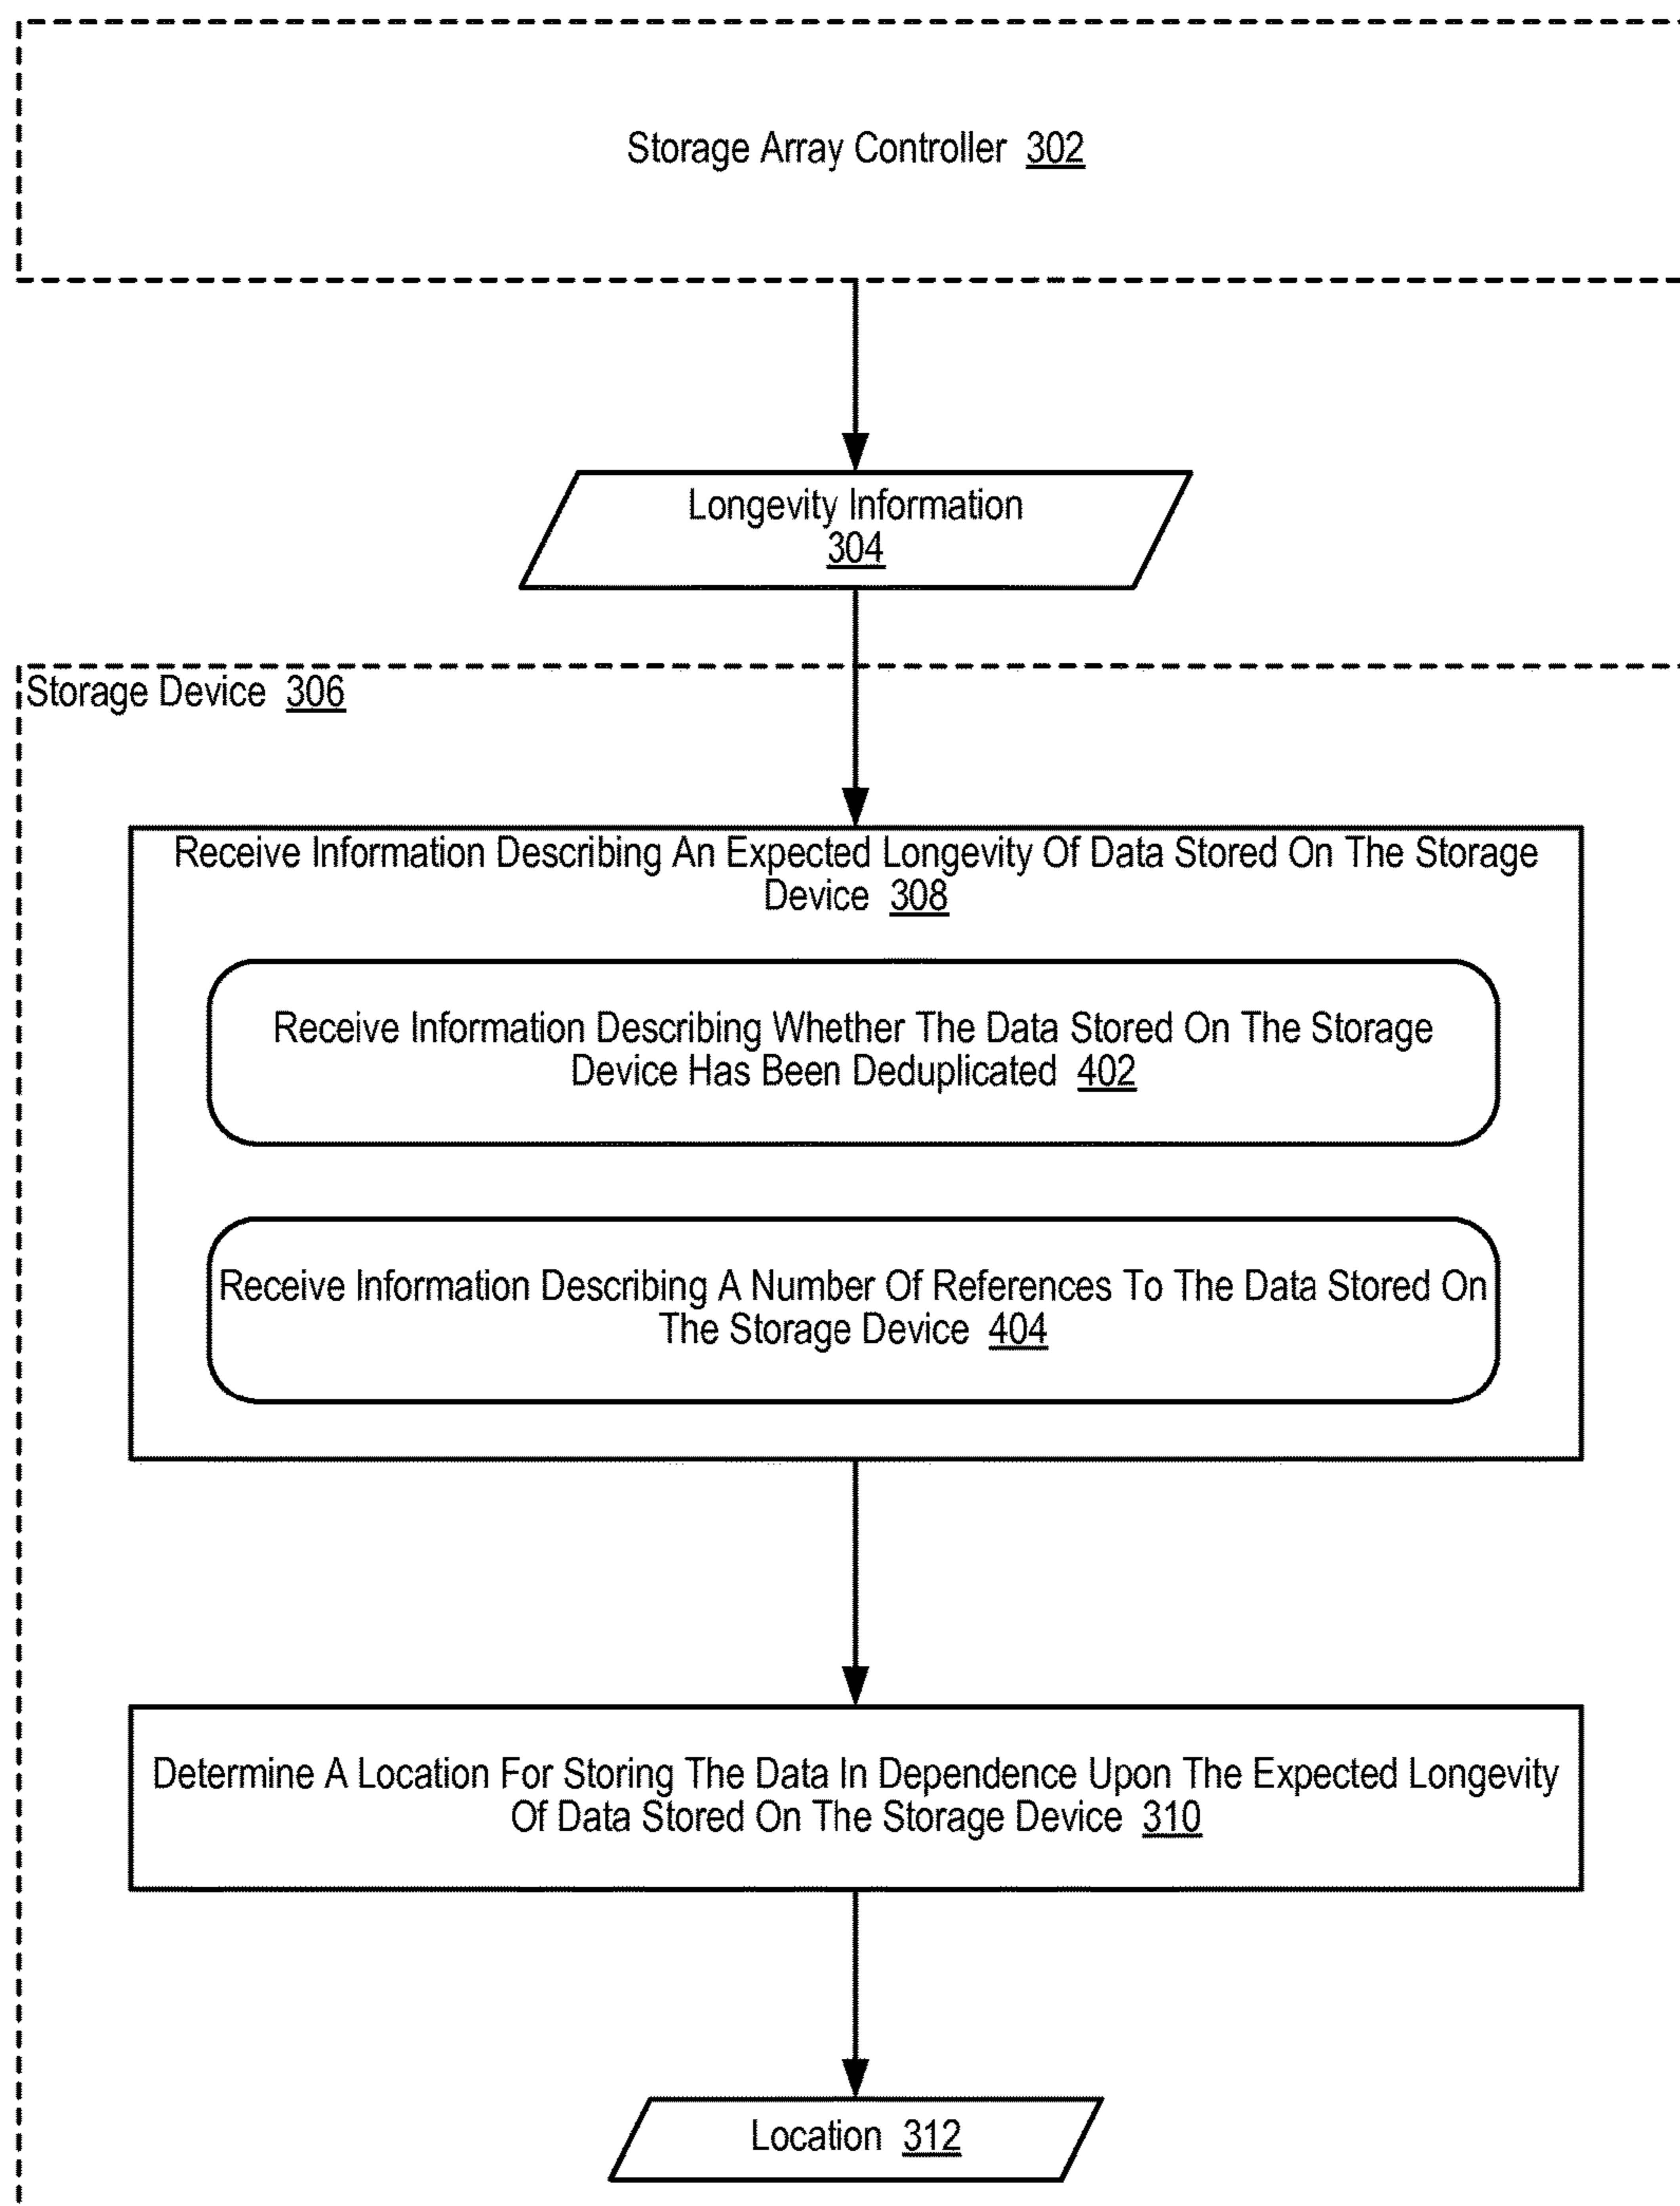 Storage Array Controller 302
Longevity Information
304
Storage Device 306
Receive Information Describing An Expected Longevity Of Data Stored On The Storage
Device 308
Receive Information Describing Whether The Data Stored On The Storage
Device Has Been Deduplicated 402
Receive Information Describing A Number Of References To The Data Stored On
The Storage Device 404
Determine A Location For Storing The Data In Dependence Upon The Expected Longevity
Of Data Stored On The Storage Device 310
Location 312